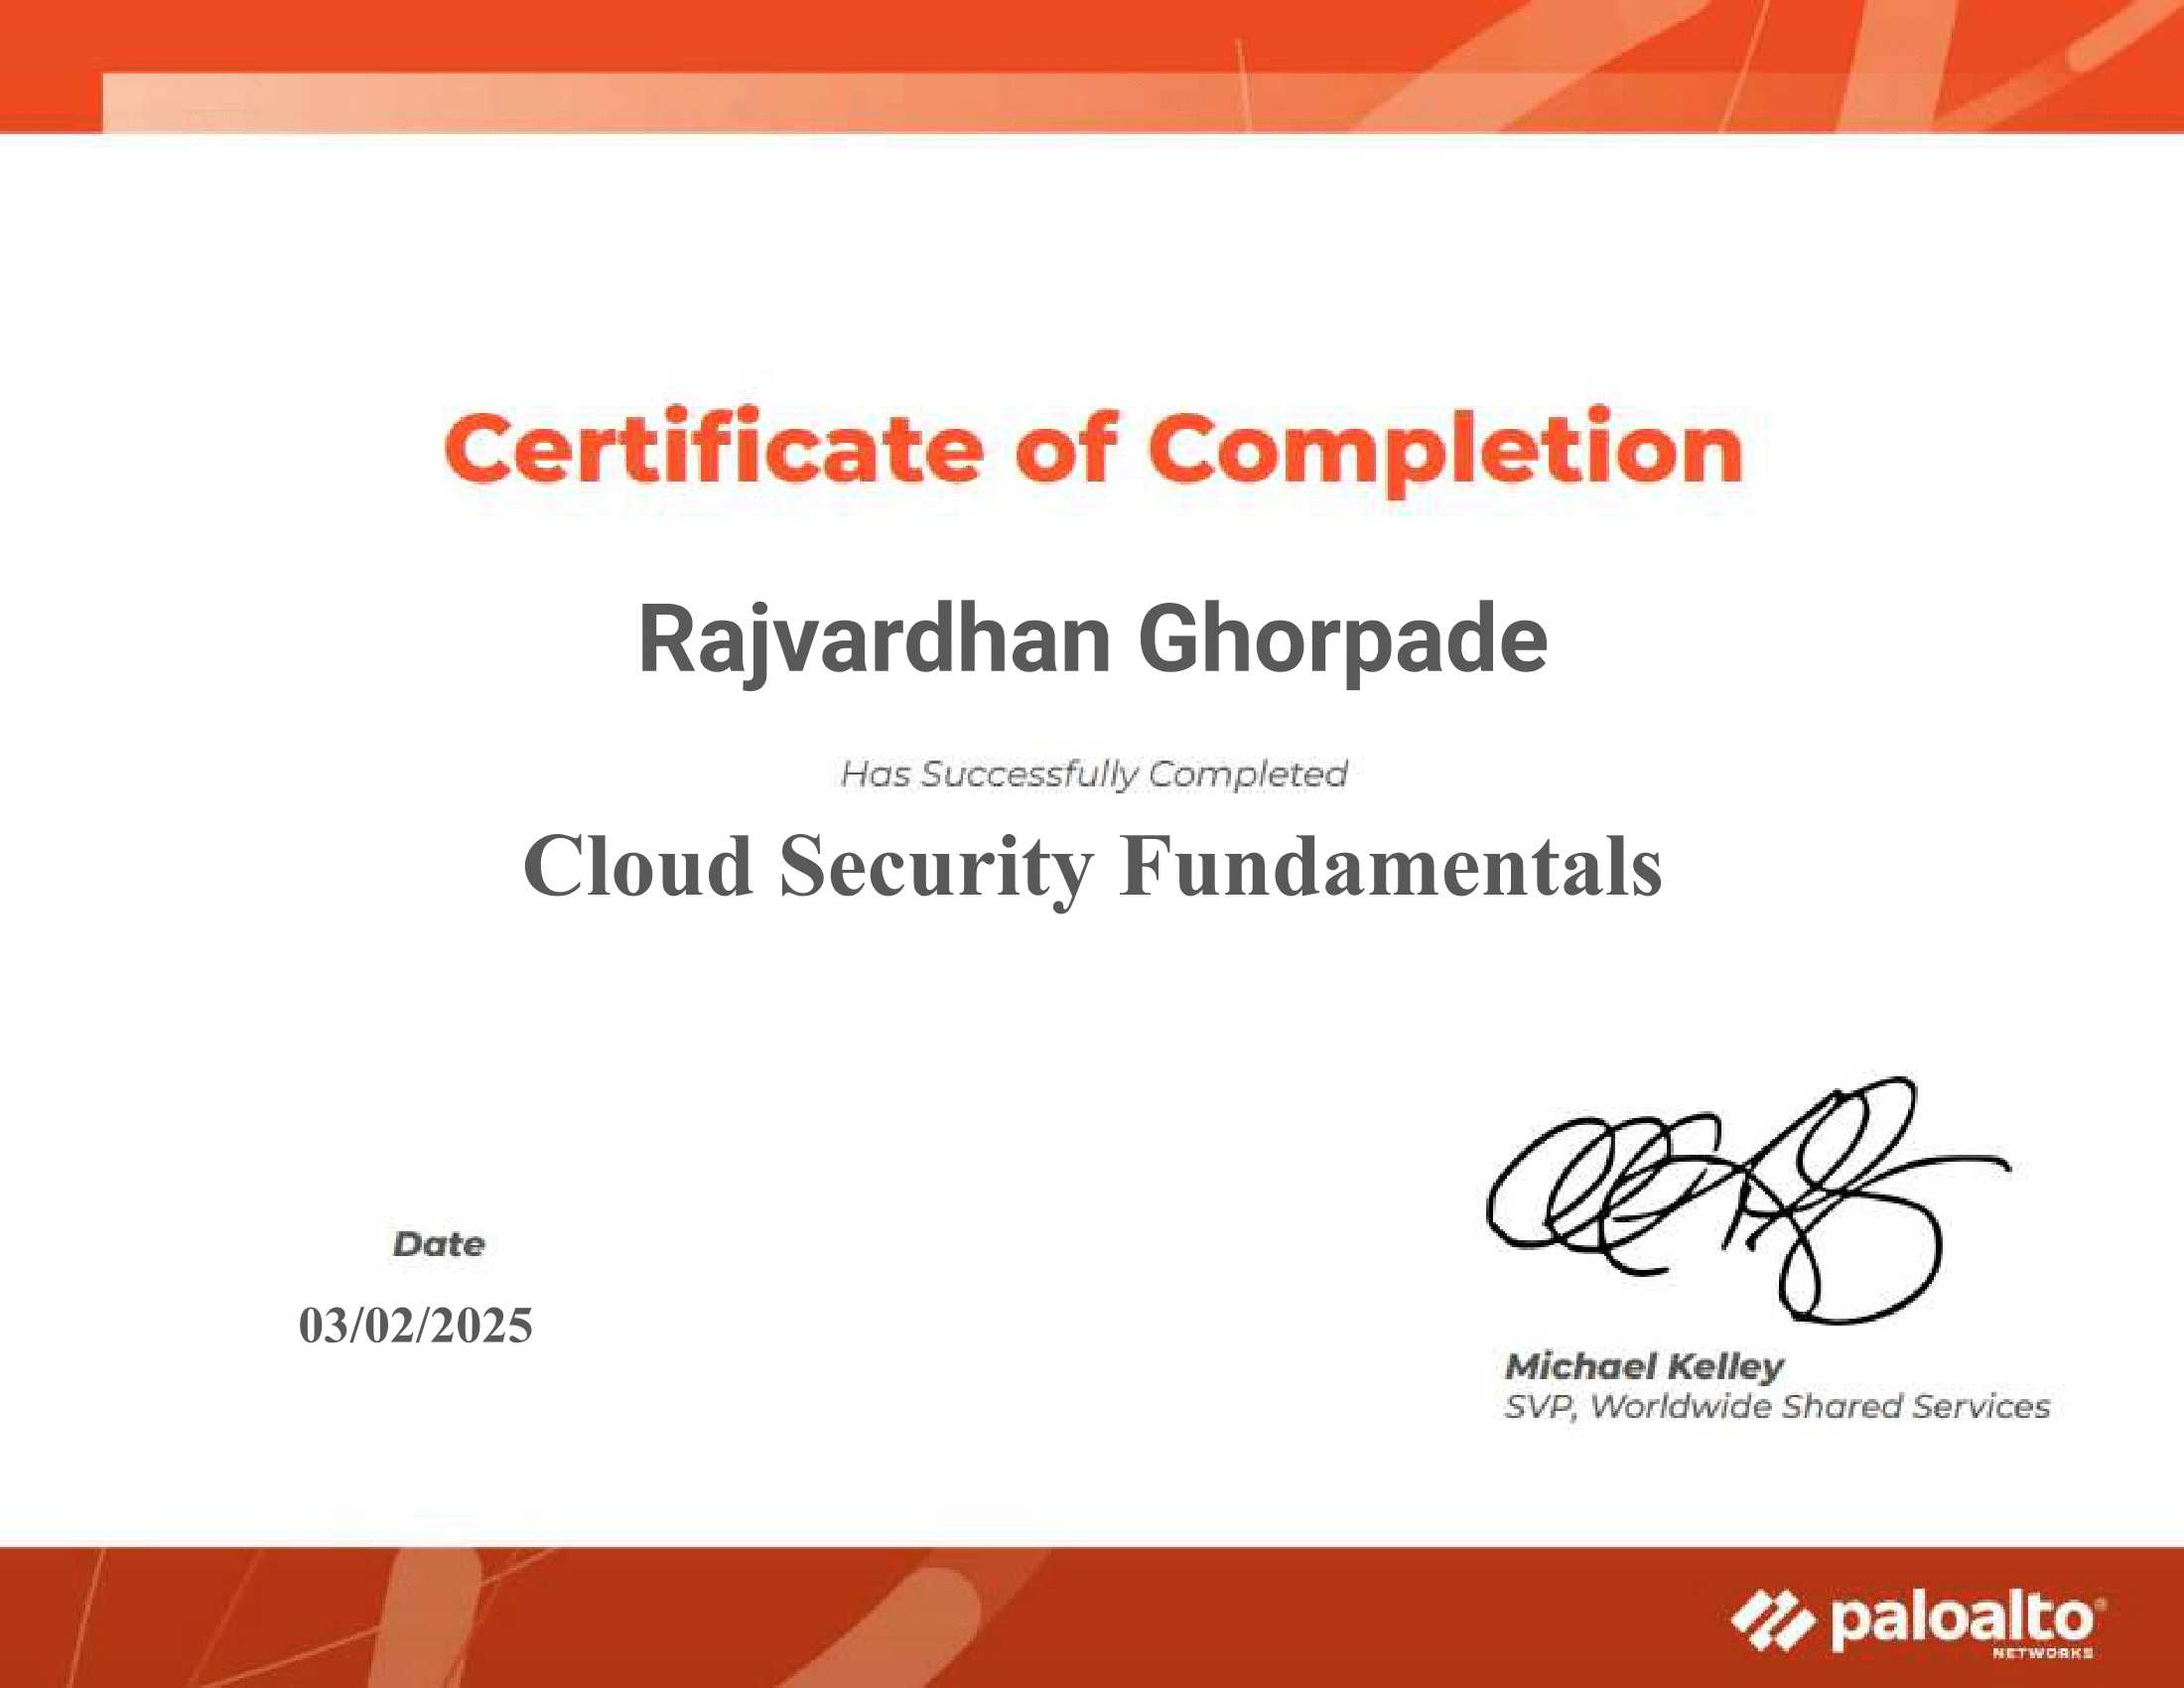 Certificate of Completion
Rajvardhan Ghorpade
Has Successfully Completed
Cloud Security Fundamentals
Date
03/02/2025
Michael Kelley
SVP, Worldwide Shared Services
paloalto®
NETWORKS